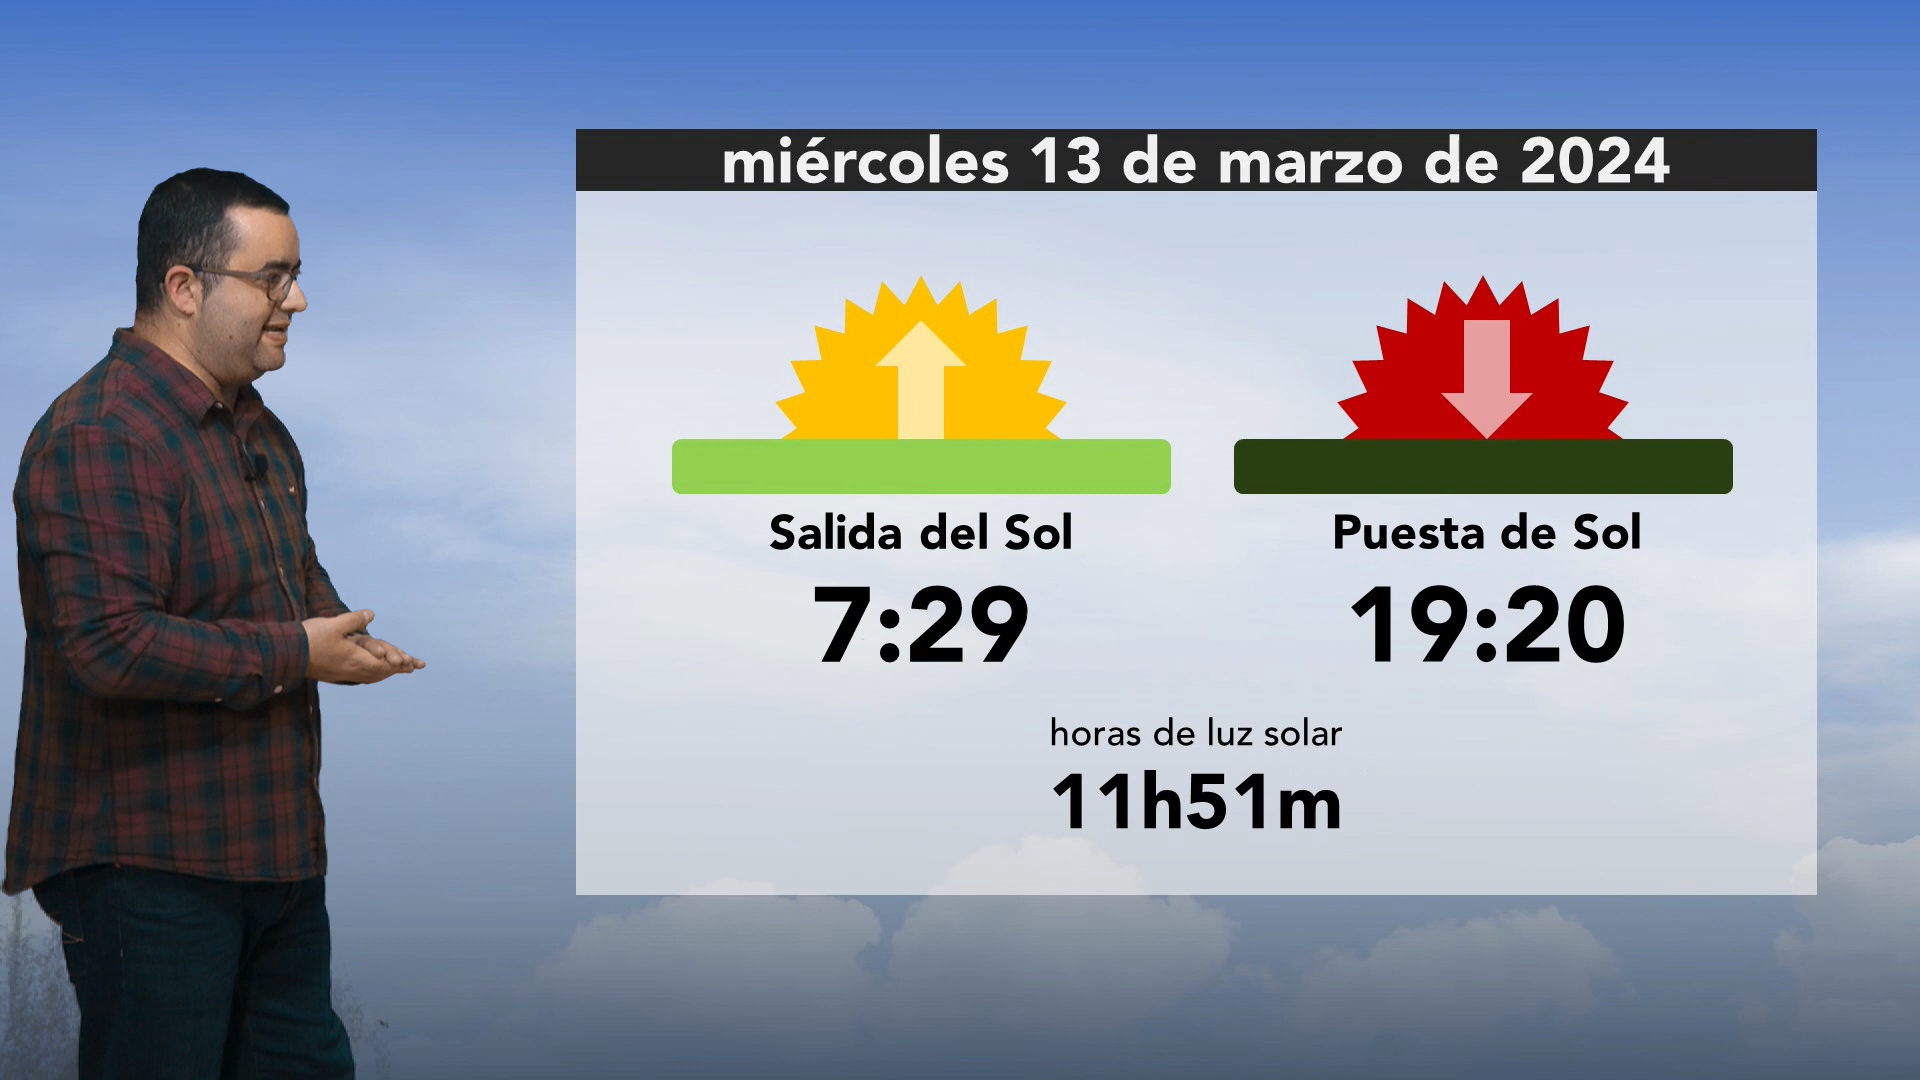 miércoles 13 de marzo de 2024
Salida del Sol
Puesta de Sol
7:29
19:20
horas de luz solar
11h51m